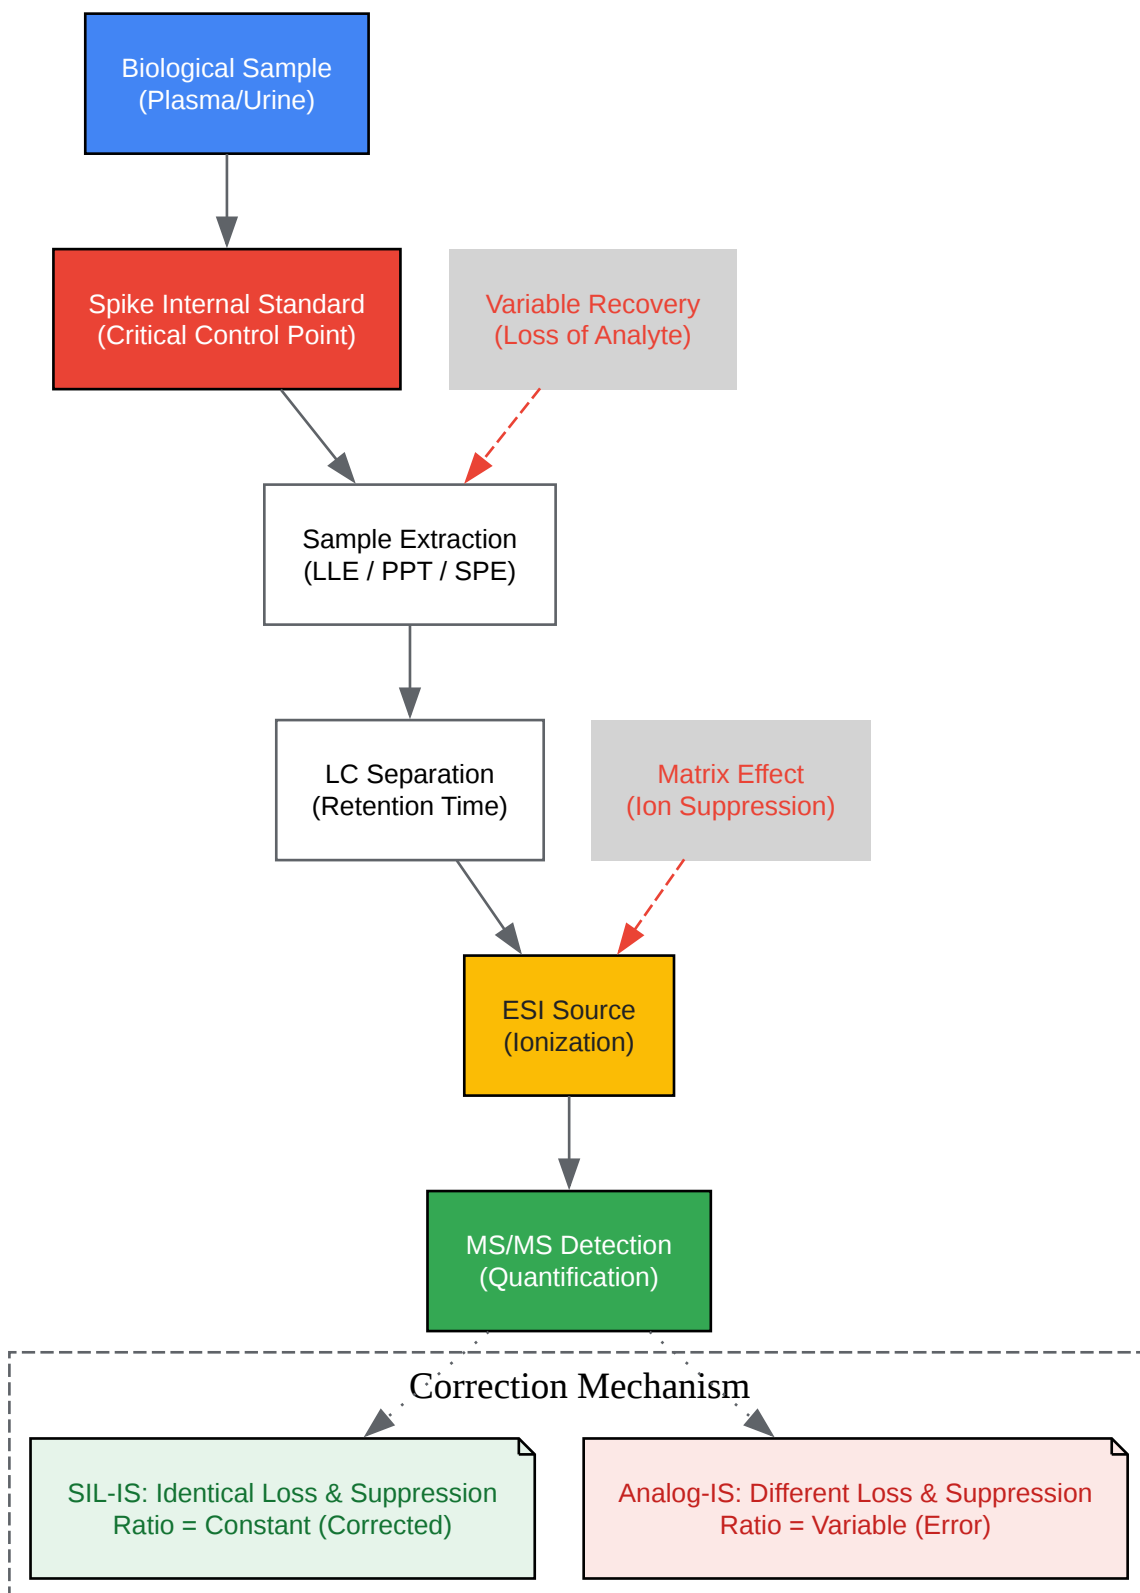 Biological Sample
(Plasma/Urine)
Spike Internal Standard
(Critical Control Point)
Variable Recovery
(Loss of Analyte)
Sample Extraction
(LLE / PPT / SPE)
LC Separation
(Retention Time)
Matrix Effect
(Ion Suppression)
ESI Source
(Ionization)
MS/MS Detection
(Quantification)
Correction Mechanism
SIL-IS: Identical Loss & Suppression
Ratio = Constant (Corrected)
Analog-IS: Different Loss & Suppression
Ratio = Variable (Error)